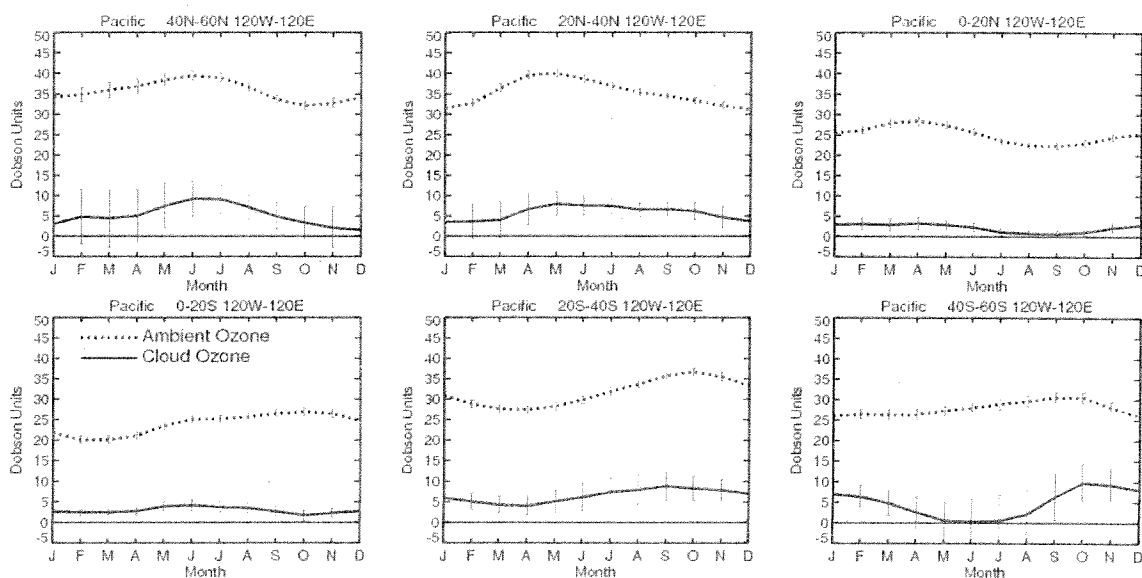 Pacific 40N-60N 120W-120E
50
45
40
35
30
25
20
15
10
5
0
-5
Dobson Units
J F M A M J J A S O N D
Month
Pacific 20N-40N 120W-120E
50
45
40
35
30
25
20
15
10
5
0
-5
Dobson Units
J F M A M J J A S O N D
Month
Pacific 0-20N 120W-120E
50
45
40
35
30
25
20
15
10
5
0
-5
Dobson Units
J F M A M J J A S O N D
Month
Pacific 0-20S 120W-120E
50
45
40
35
30
25
20
15
10
5
0
-5
Dobson Units
Ambient Ozone
Cloud Ozone
J F M A M J J A S O N D
Month
Pacific 20S-40S 120W-120E
50
45
40
35
30
25
20
15
10
5
0
-5
Dobson Units
J F M A M J J A S O N D
Month
Pacific 40S-60S 120W-120E
50
45
40
35
30
25
20
15
10
5
0
-5
Dobson Units
J F M A M J J A S O N D
Month